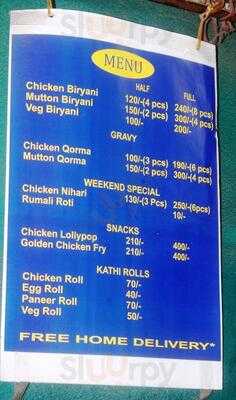 slurrpy
MENU
HALF FULL
Chicken Biryani 120/-(4 pcs) 240/-(8 pcs)
Mutton Biryani 150/-(2 pcs) 300/-(4 pcs)
Veg Biryani 100/- 200/-
GRAVY
Chicken Qorma 100/-(3 pcs) 190/-(6 pcs)
Mutton Qorma 150/-(2 pcs) 300/-(4 pcs)
WEEKEND SPECIAL
Chicken Nihari 130/-(3 Pcs) 250/-(6pcs)
Rumali Roti 10/-
SNACKS
Chicken Lollypop 210/- 400/-
Golden Chicken Fry 210/- 400/-
KATHI ROLLS
Chicken Roll 70/-
Egg Roll 40/-
Paneer Roll 70/-
Veg Roll 50/-
FREE HOME DELIVERY*
slurrpy